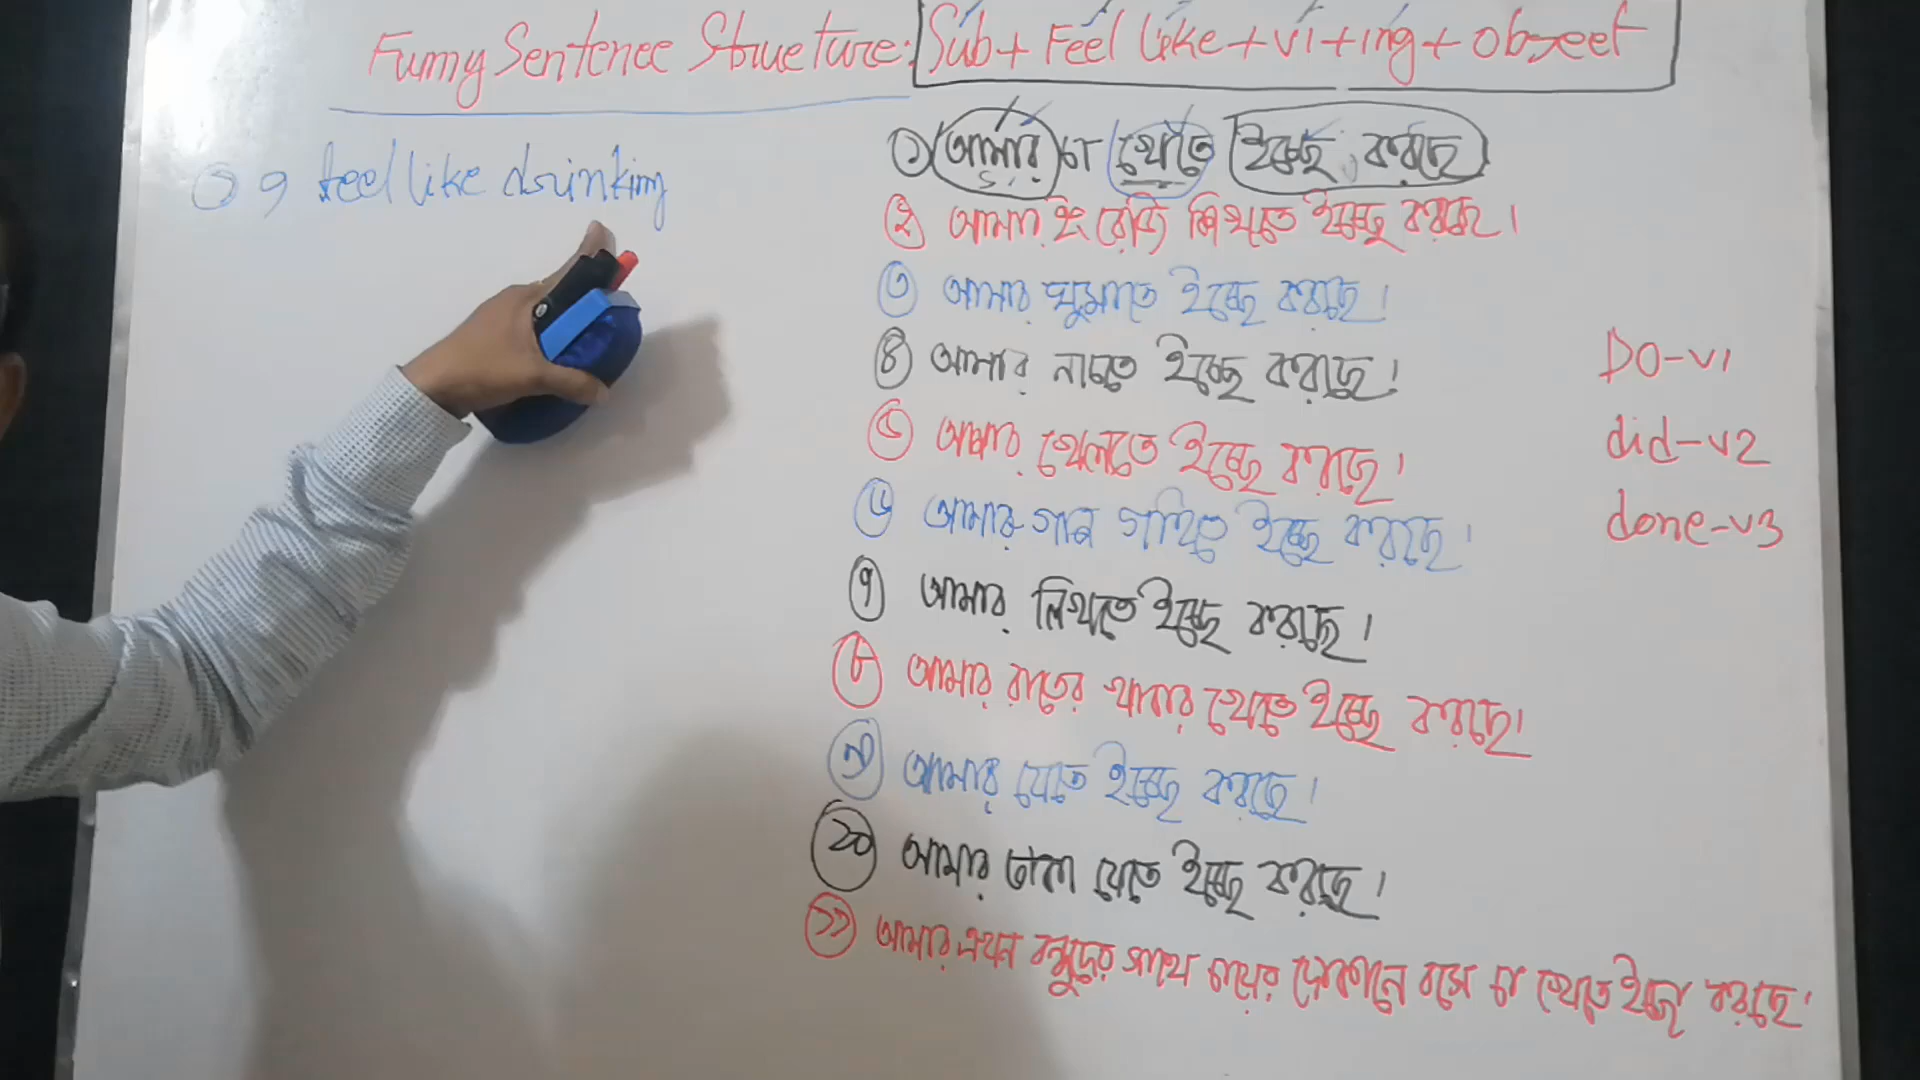 Funny Sentence Structure: Sub + Feel like + v1 + ing + object
১ I feel like drinking
১ আমার চা খেতে ইচ্ছে করছে
২ আমার ইংরেজি শিখতে ইচ্ছে করছে।
৩ আমার ঘুমাতে ইচ্ছে করছে।
৪ আমার নাচতে ইচ্ছে করছে।
৫ আমার খেলতে ইচ্ছে করছে।
৬ আমার গান গাইতে ইচ্ছে করছে।
৭ আমার লিখতে ইচ্ছে করছে।
৮ আমার রাতের খাবার খেতে ইচ্ছে করছে।
৯ আমার যেতে ইচ্ছে করছে।
১০ আমার ঢাকা যেতে ইচ্ছে করছে।
১১ আমার এখন বন্ধুদের সাথে চায়ের দোকানে বসে চা খেতে ইচ্ছে করছে।
DO - v1
did - v2
done - v3